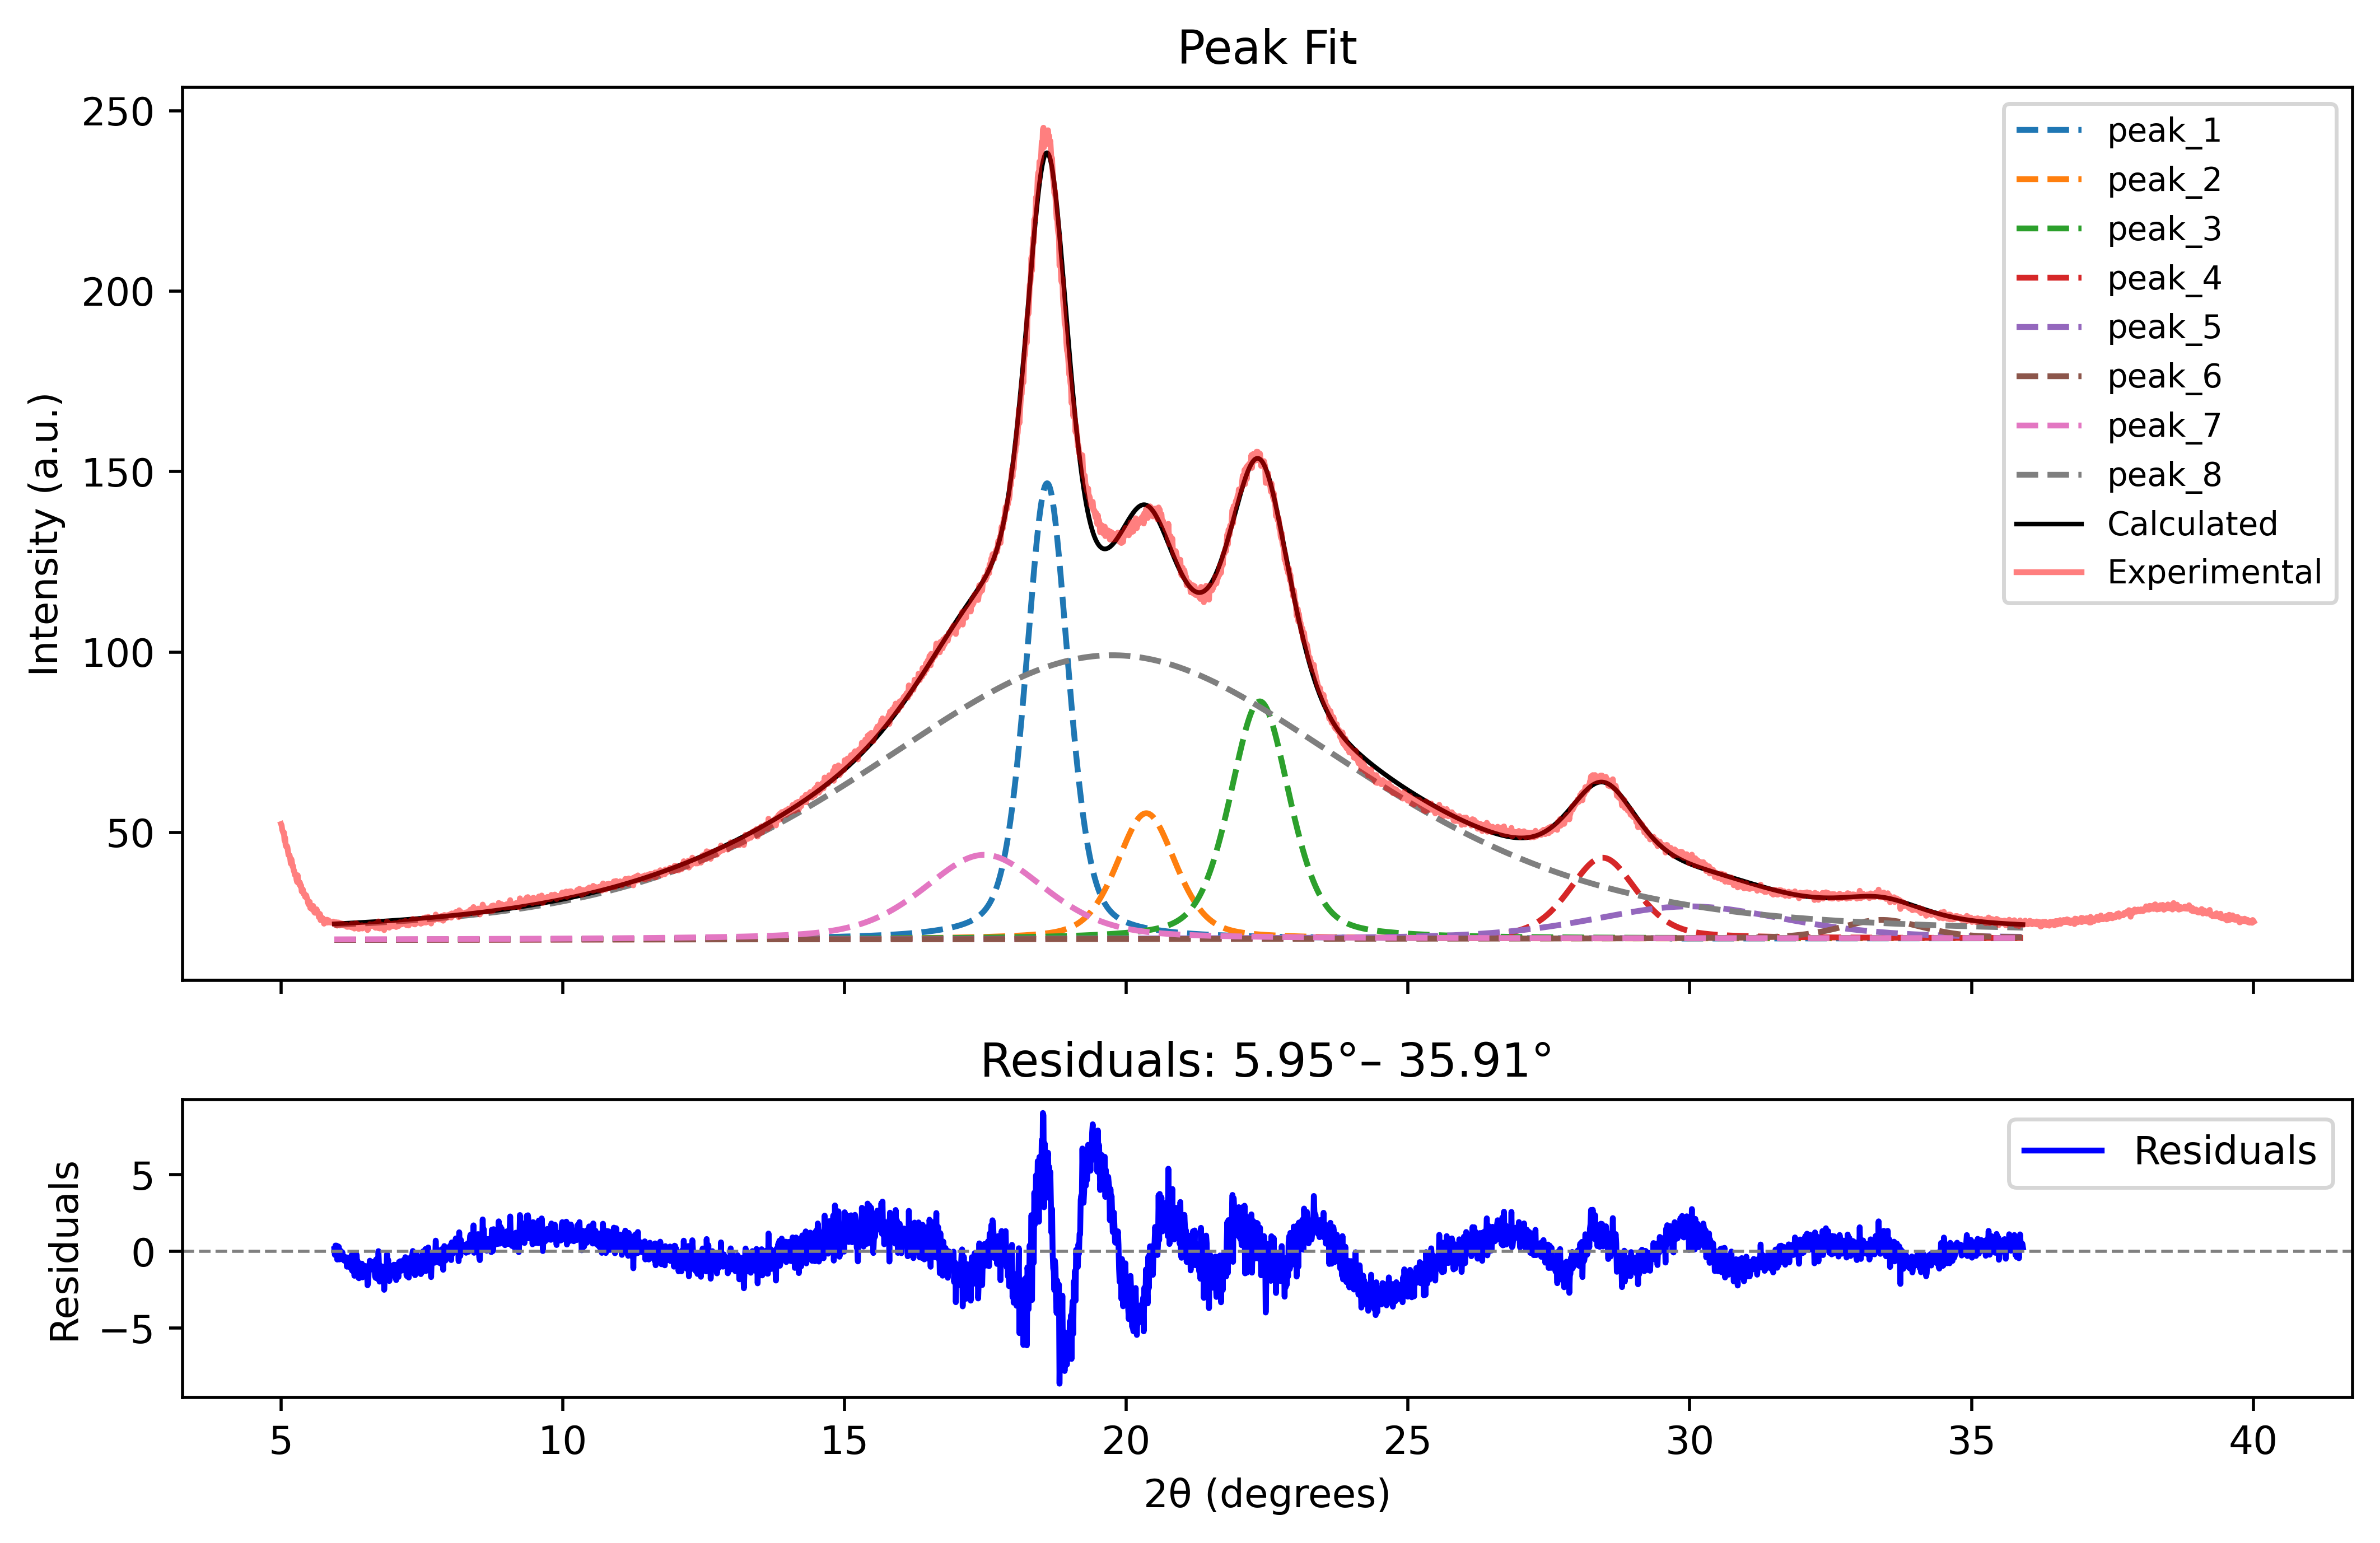 Peak Fit
250
200
150
100
50
Intensity (a.u.)
peak_1
peak_2
peak_3
peak_4
peak_5
peak_6
peak_7
peak_8
Calculated
Experimental
Residuals: 5.95°– 35.91°
5
0
−5
Residuals
Residuals
5 10 15 20 25 30 35 40
2θ (degrees)